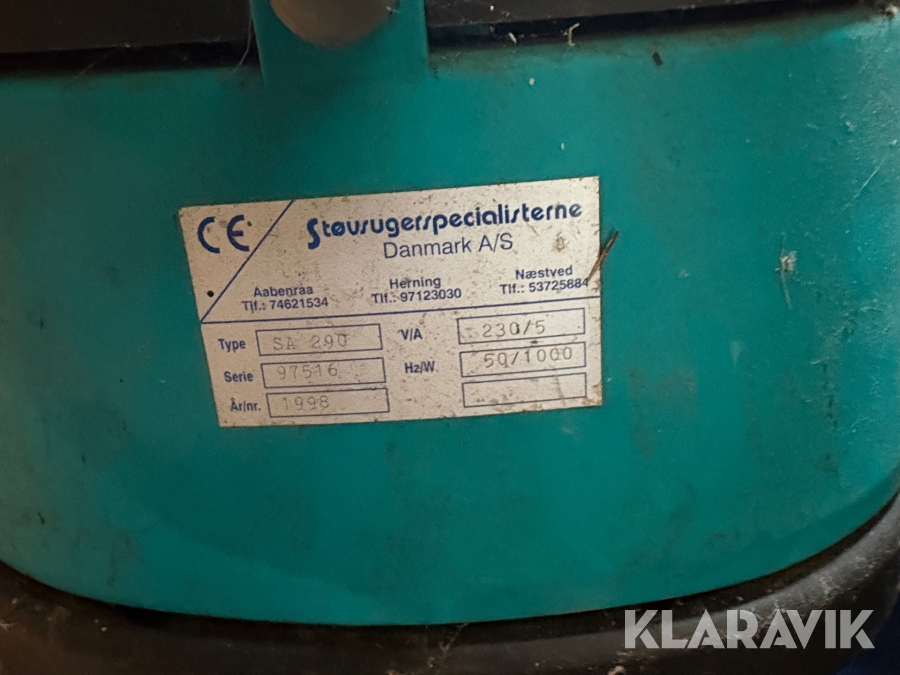 CE Støvsugerspecialisterne
Danmark A/S
Aabenraa Herning Næstved
Tlf.: 74621534 Tlf.: 97123030 Tlf.: 53725884
Type SA 290 V/A 230/5
Serie 97516 Hz/W 50/1000
År/nr. 1998
KLARAVIK